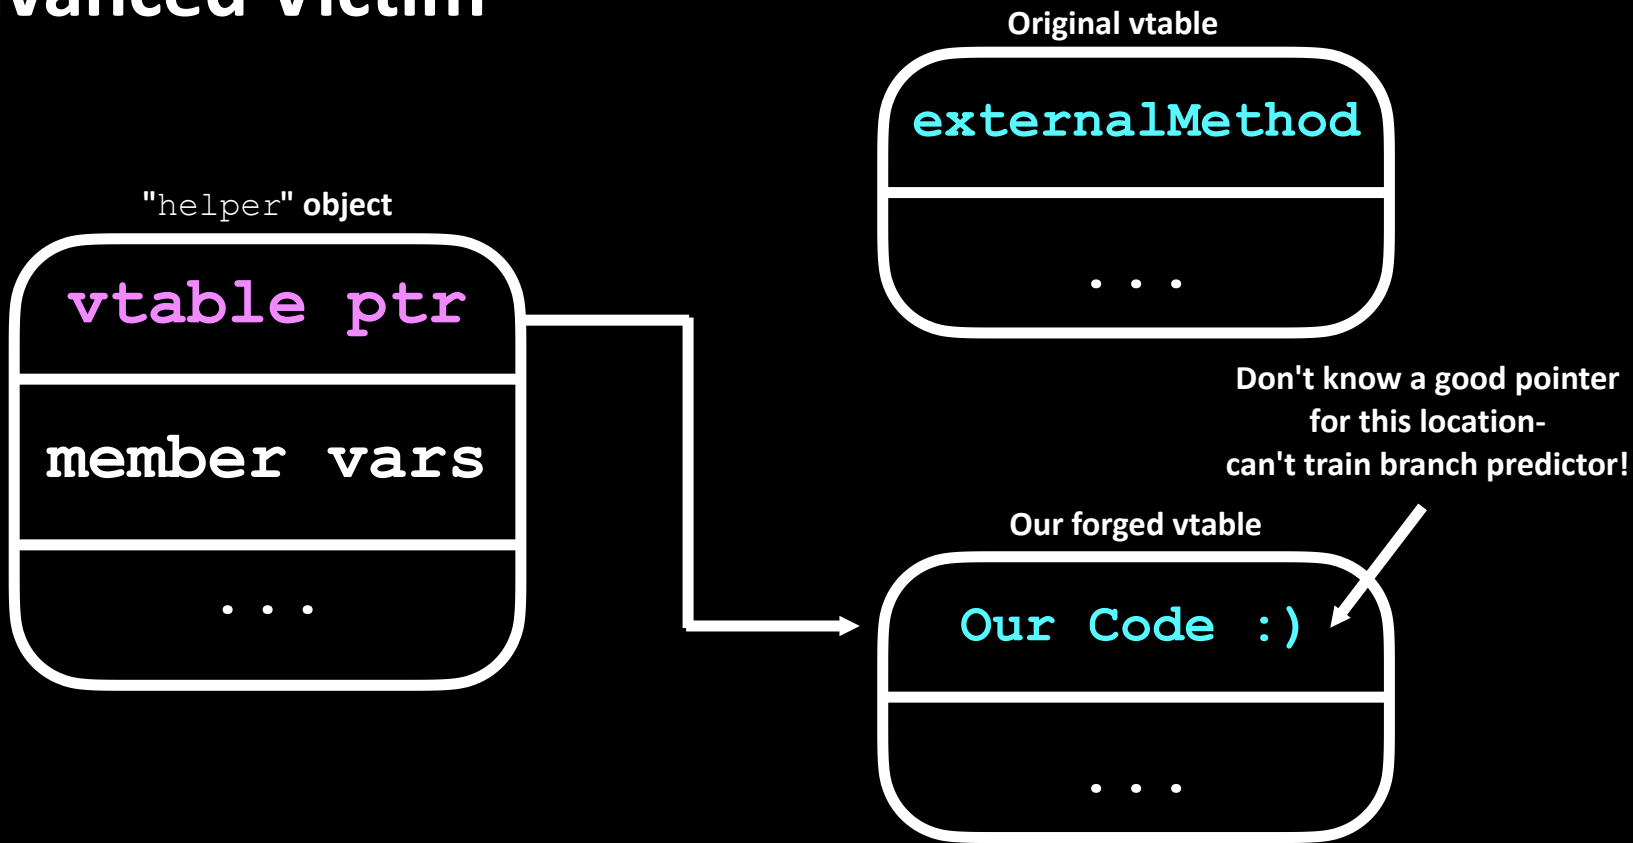 Victim
Original vtable
externalMethod
...
"helper" object
vtable ptr
member vars
...
Don't know a good pointer
for this location-
can't train branch predictor!
Our forged vtable
Our Code :)
...